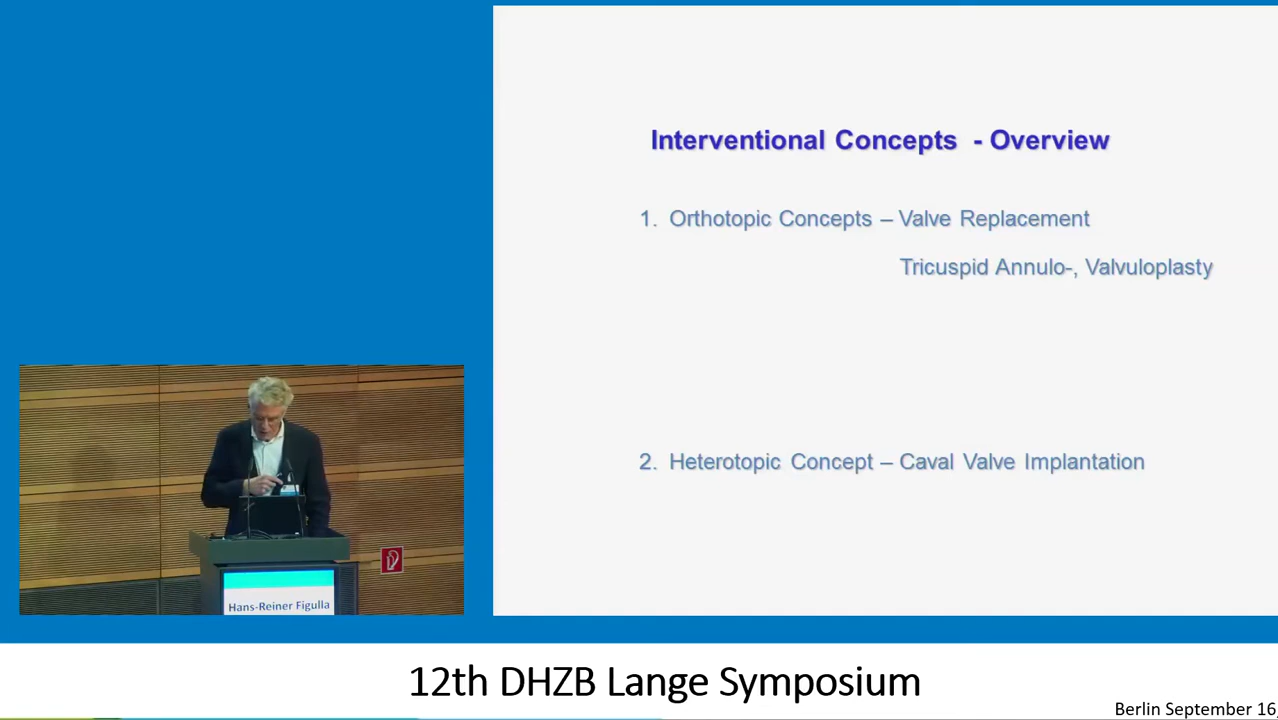 Interventional Concepts - Overview
1. Orthotopic Concepts – Valve Replacement
Tricuspid Annulo-, Valvuloplasty
2. Heterotopic Concept – Caval Valve Implantation
Hans-Reiner Figulla
12th DHZB Lange Symposium
Berlin September 16,